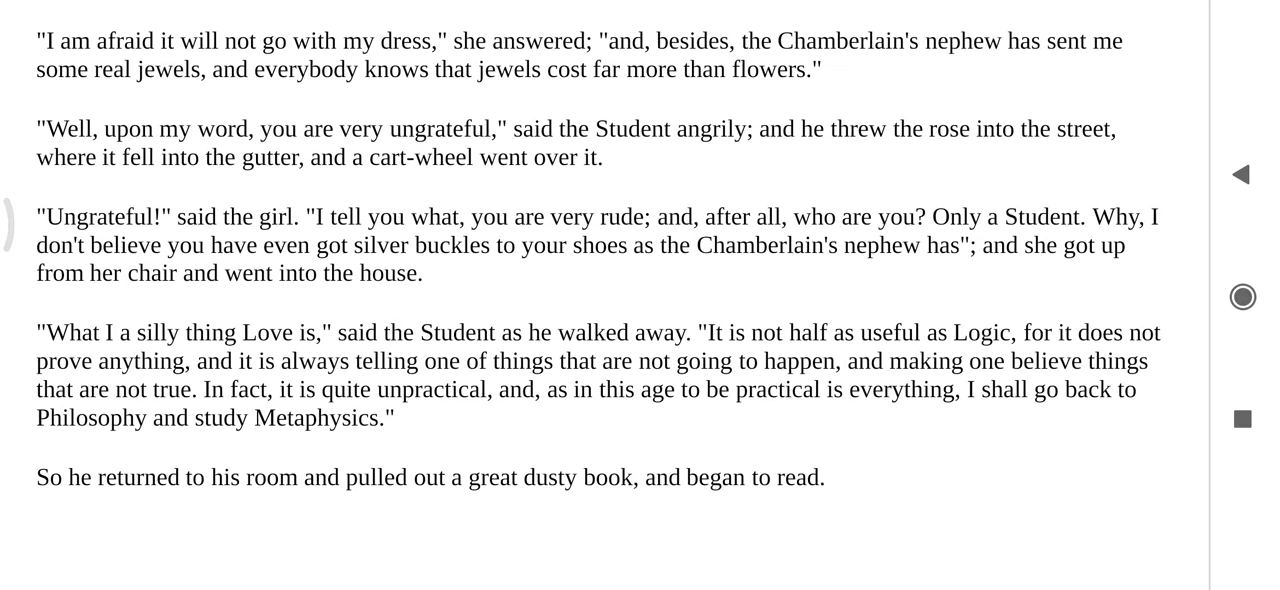 "I am afraid it will not go with my dress," she answered; "and, besides, the Chamberlain's nephew has sent me
some real jewels, and everybody knows that jewels cost far more than flowers."
"Well, upon my word, you are very ungrateful," said the Student angrily; and he threw the rose into the street,
where it fell into the gutter, and a cart-wheel went over it.
"Ungrateful!" said the girl. "I tell you what, you are very rude; and, after all, who are you? Only a Student. Why, I
don't believe you have even got silver buckles to your shoes as the Chamberlain's nephew has"; and she got up
from her chair and went into the house.
"What I a silly thing Love is," said the Student as he walked away. "It is not half as useful as Logic, for it does not
prove anything, and it is always telling one of things that are not going to happen, and making one believe things
that are not true. In fact, it is quite unpractical, and, as in this age to be practical is everything, I shall go back to
Philosophy and study Metaphysics."
So he returned to his room and pulled out a great dusty book, and began to read.